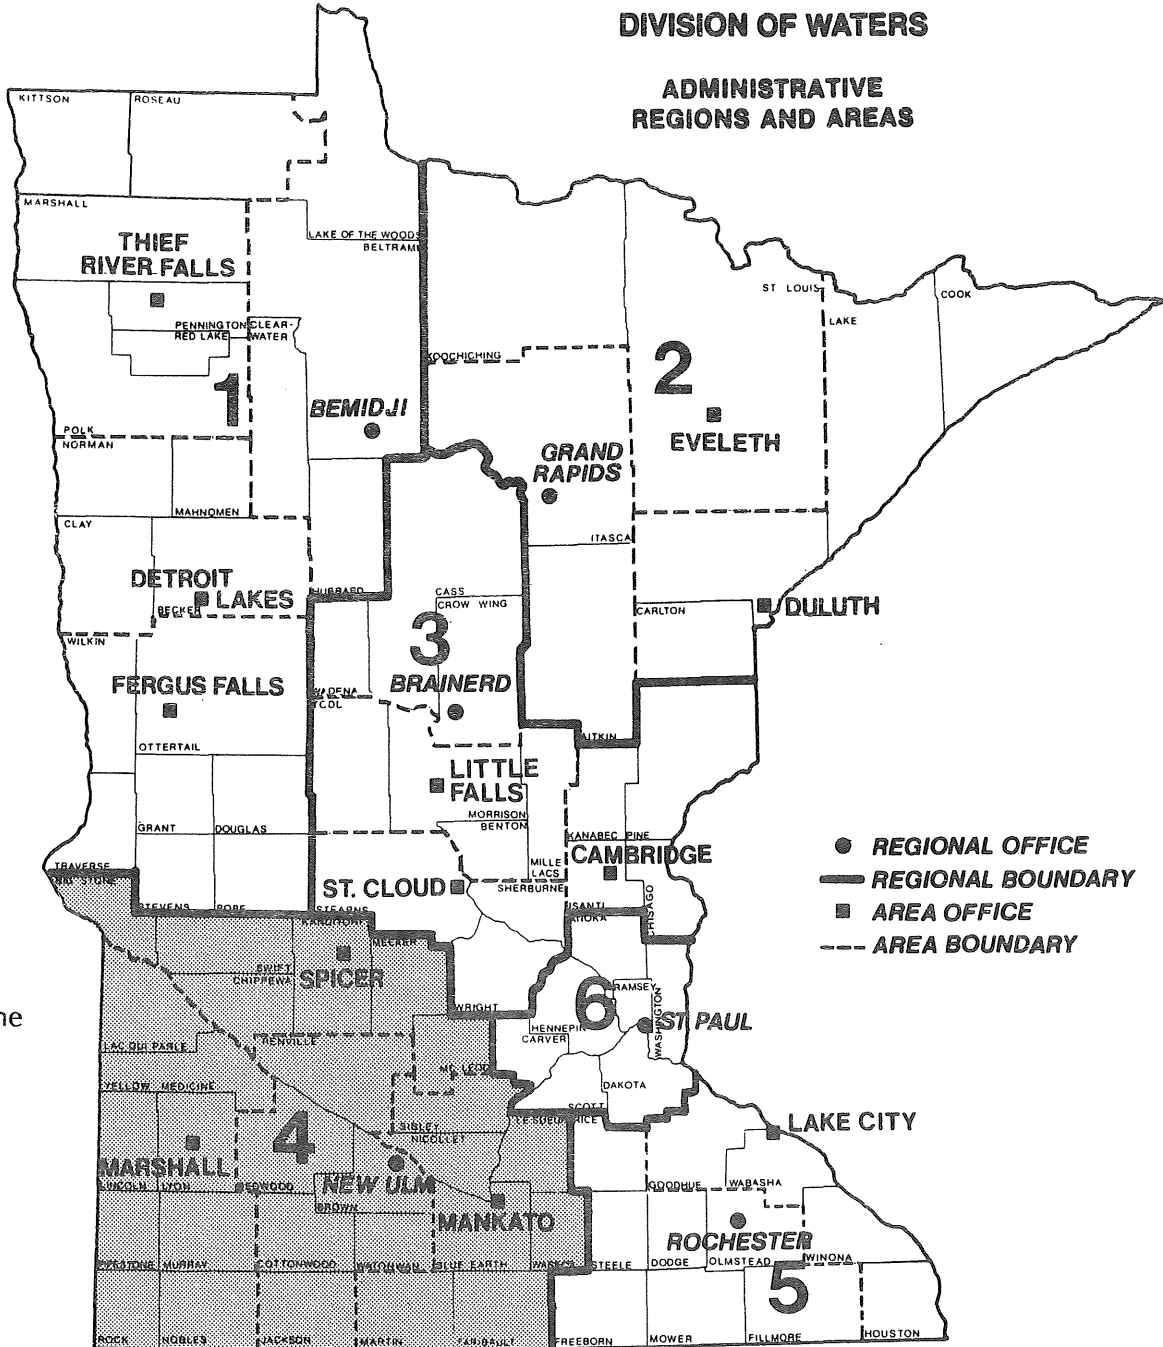 DIVISION OF WATERS
ADMINISTRATIVE
REGIONS AND AREAS
KITTSON
ROSEAU
MARSHALL
THIEF
RIVER FALLS
LAKE OF THE WOODS
BELTRAMI
ST LOUIS
COOK
LAKE
PENNINGTON
CLEAR-
RED LAKE
WATER
KOOCHICHING
1
2
BEMIDJI
EVELETH
POLK
NORMAN
GRAND
RAPIDS
MAHNOMEN
CLAY
ITASCA
DETROIT
LAKES
BECKER
HUBBARD
CASS
CROW WING
CARLTON
DULUTH
WILKIN
3
FERGUS FALLS
WADENA
BRAINERD
OTTERTAIL
AITKIN
LITTLE
FALLS
MORRISON
BENTON
GRANT
DOUGLAS
KANABEC
PINE
CAMBRIDGE
REGIONAL OFFICE
REGIONAL BOUNDARY
AREA OFFICE
AREA BOUNDARY
TRAVERSE
MILLE
LACS
ST. CLOUD
SHERBURNE
STEVENS
POPE
STEARNS
ISANTI
ANOKA
CHISAGO
MEEKER
SWIFT
CHIPPEWA
SPICER
6
RAMSEY
WASHINGTON
WRIGHT
HENNEPIN
CARVER
ST PAUL
ne
LAC QUI PARLE
RENVILLE
MC LEOD
YELLOW MEDICINE
DAKOTA
SCOTT
LE SUEUR
RICE
4
SIBLEY
NICOLLET
LAKE CITY
MARSHALL
LINCOLN
LYON
REDWOOD
NEW ULM
BROWN
MANKATO
GOODHUE
WABASHA
ROCHESTER
PIPESTONE
MURRAY
COTTONWOOD
WATONWAN
BLUE EARTH
WASECA
STEELE
DODGE
OLMSTEAD
WINONA
5
ROCK
NOBLES
JACKSON
MARTIN
FARIBAULT
FREEBORN
MOWER
FILLMORE
HOUSTON